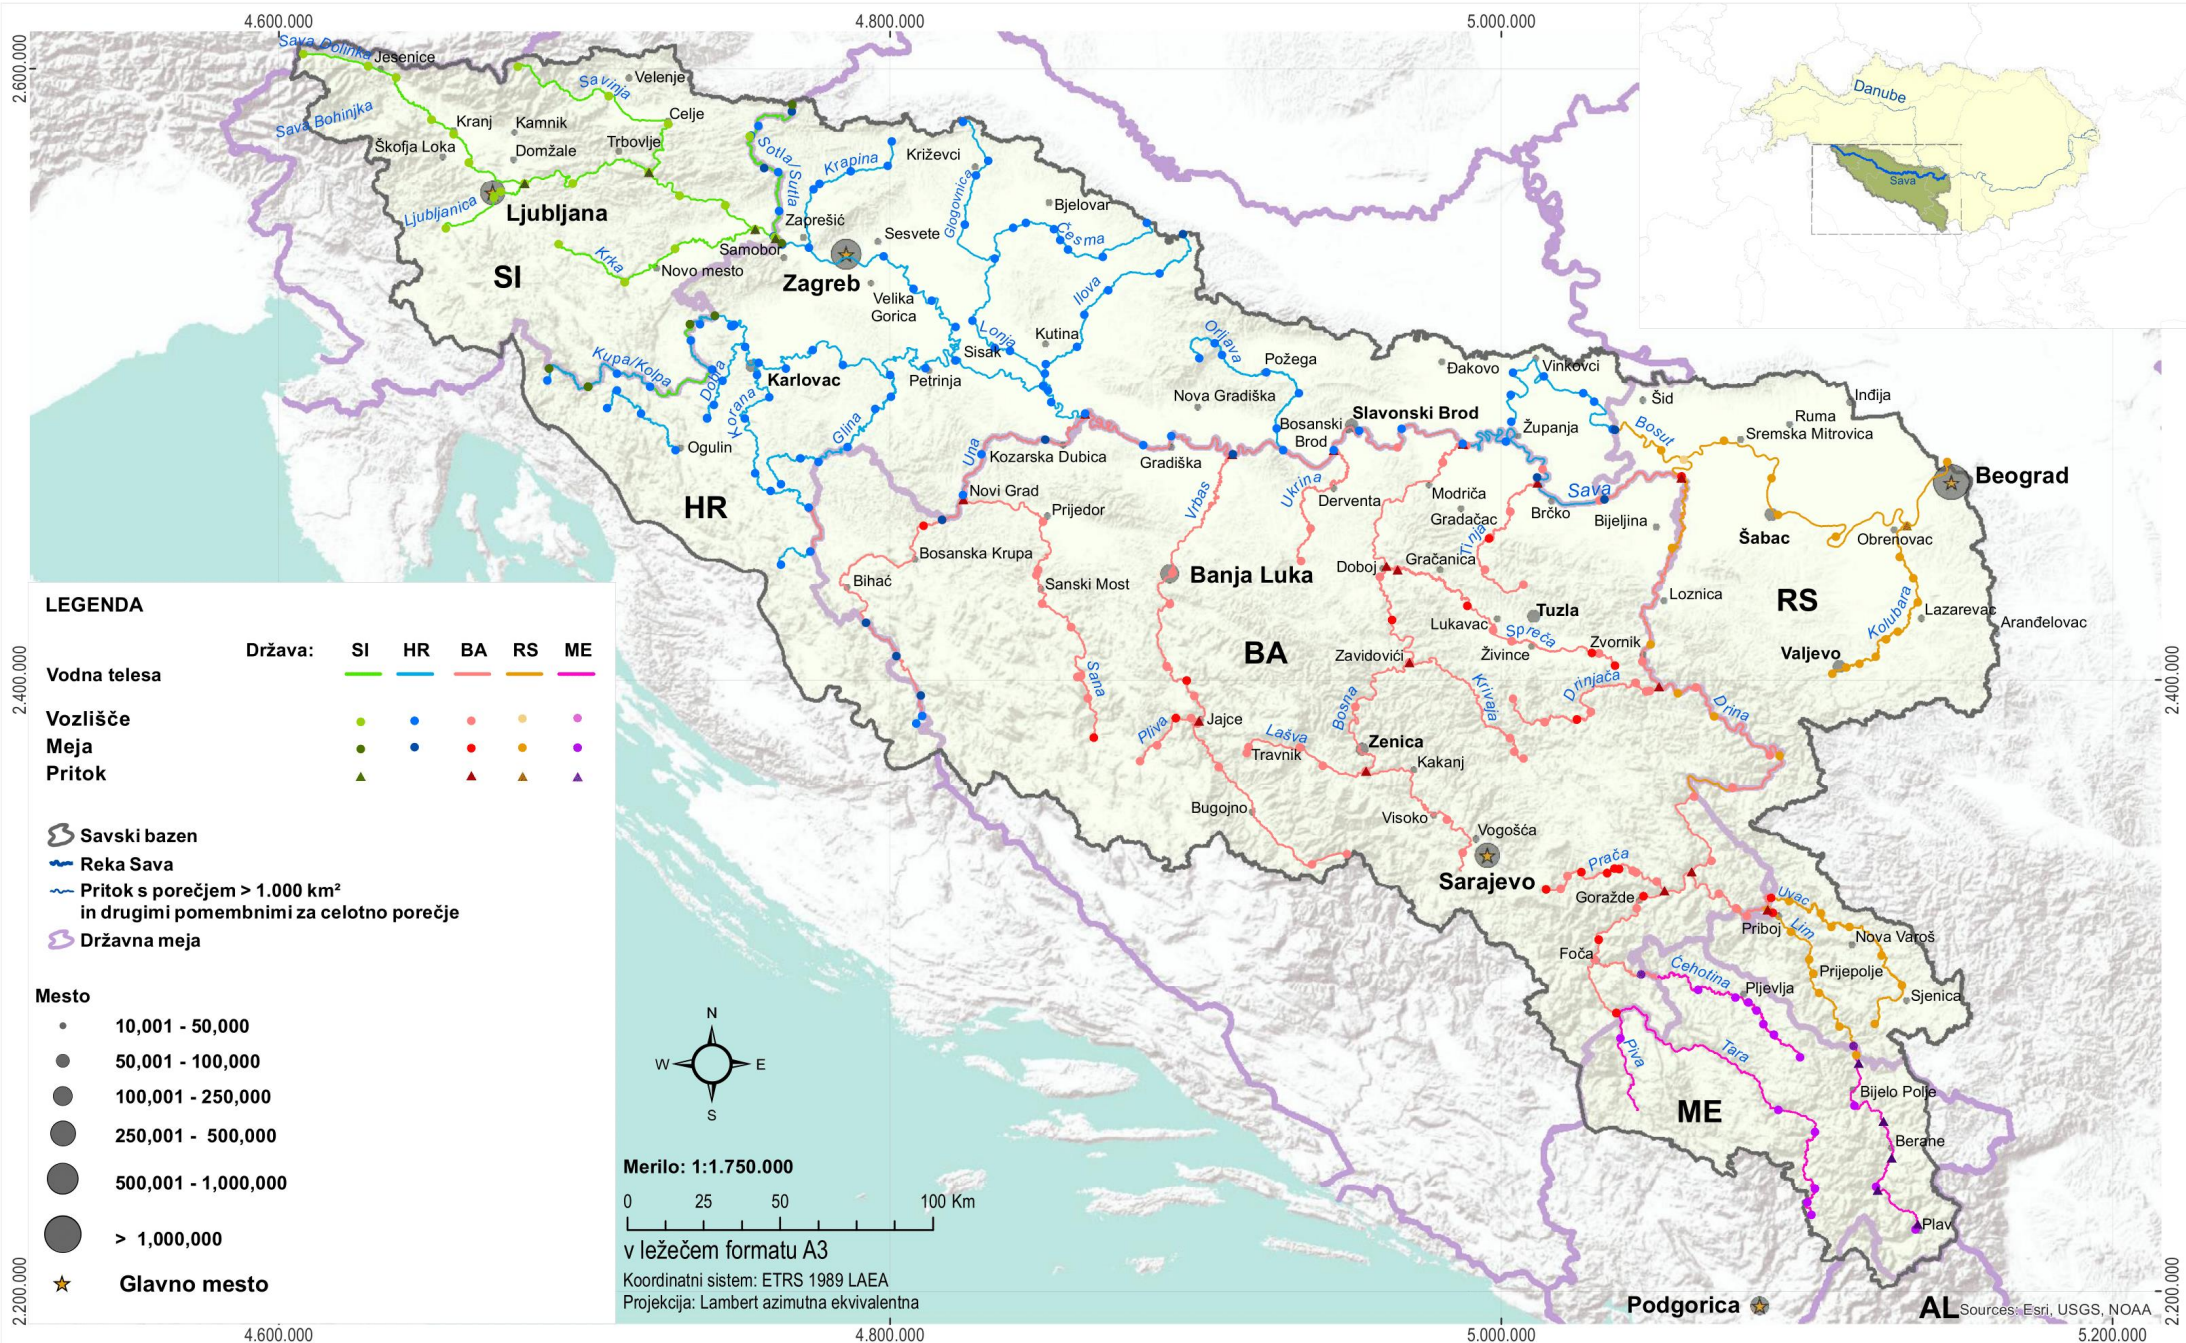 4.600.000
4.800.000
5.000.000
2.600.000
2.400.000
2.200.000
Danube
Sava
Sava Dolinka
Jesenice
Sava Bohinjka
Savinja
Velenje
Celje
Kranj
Kamnik
Škofja Loka
Domžale
Trbovlje
Ljubljanica
Ljubljana
Krka
Novo mesto
SI
Sotla/Sutla
Krapina
Križevci
Glogovnica
Bjelovar
Česma
Zaprešić
Samobor
Sesvete
Zagreb
Velika
Gorica
Ilova
Kutina
Lonja
Sisak
Petrinja
Kupa/Kolpa
Dobra
Karlovac
Korana
Glina
Ogulin
HR
Orljava
Požega
Nova Gradiška
Đakovo
Vinkovci
Slavonski Brod
Bosanski
Brod
Županja
Bosut
Šid
Inđija
Ruma
Sremska Mitrovica
Beograd
Una
Kozarska Dubica
Gradiška
Novi Grad
Prijedor
Bosanska Krupa
Bihać
Sanski Most
Sana
Vrbas
Ukrina
Derventa
Modriča
Gradačac
Tinja
Brčko
Sava
Bijeljina
Šabac
Obrenovac
Banja Luka
Doboj
Gračanica
Tuzla
Lukavac
Spreča
Živince
Zvornik
Loznica
RS
Kolubara
Lazarevac
Aranđelovac
Valjevo
BA
Zavidovići
Krivaja
Drinjača
Drina
Bosna
Pliva
Jajce
Lašva
Travnik
Zenica
Kakanj
Bugojno
Visoko
Vogošća
Sarajevo
Prača
Goražde
Foča
Uvac
Priboj
Lim
Nova Varoš
Prijepolje
Sjenica
Ćehotina
Pljevlja
Piva
Tara
ME
Bijelo Polje
Berane
Plav
Podgorica
AL
Sources: Esri, USGS, NOAA
LEGENDA
Država: SI HR BA RS ME
Vodna telesa
Vozlišče
Meja
Pritok
Savski bazen
Reka Sava
Pritok s porečjem > 1.000 km²
in drugimi pomembnimi za celotno porečje
Državna meja
Mesto
10,001 - 50,000
50,001 - 100,000
100,001 - 250,000
250,001 - 500,000
500,001 - 1,000,000
> 1,000,000
Glavno mesto
N
W E
S
Merilo: 1:1.750.000
0 25 50 100 Km
v ležečem formatu A3
Koordinatni sistem: ETRS 1989 LAEA
Projekcija: Lambert azimutna ekvivalentna
2.400.000
2.200.000
4.600.000
4.800.000
5.000.000
5.200.000